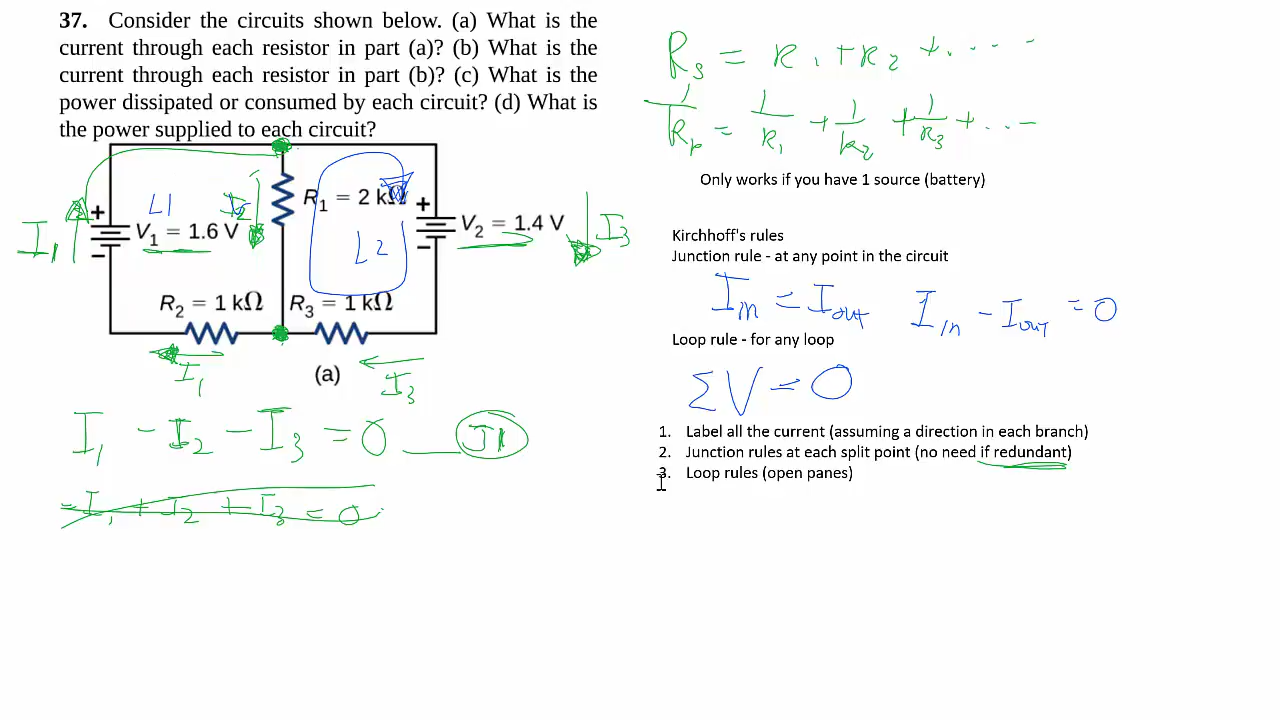 37. Consider the circuits shown below. (a) What is the
current through each resistor in part (a)? (b) What is the
current through each resistor in part (b)? (c) What is the
power dissipated or consumed by each circuit? (d) What is
the power supplied to each circuit?
R₁ = 2 kΩ
L1
I₂
I₁
+
V₁ = 1.6 V
−
+
V₂ = 1.4 V
−
I₃
L2
R₂ = 1 kΩ
R₃ = 1 kΩ
I₁
(a)
I₃
I₁ − I₂ − I₃ = 0 J1
−I₁ + I₂ + I₃ = 0
Rs = R₁ + R₂ + ....
1/Rp = 1/R₁ + 1/R₂ + 1/R₃ + ...
Only works if you have 1 source (battery)
Kirchhoff's rules
Junction rule - at any point in the circuit
Iin = Iout Iin − Iout = 0
Loop rule - for any loop
ΣV = 0
1. Label all the current (assuming a direction in each branch)
2. Junction rules at each split point (no need if redundant)
3. Loop rules (open panes)